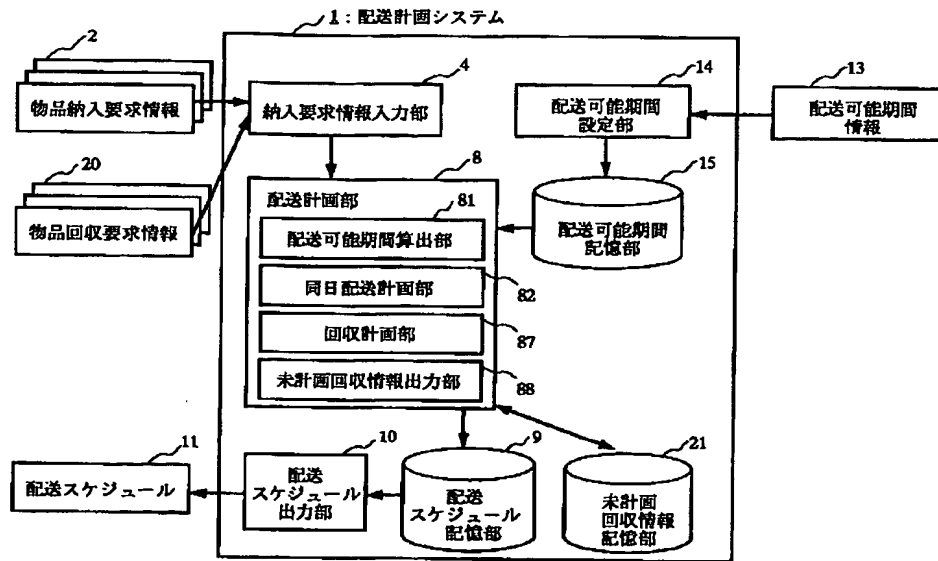 1：配送計画システム
2
物品納入要求情報
20
物品回収要求情報
4
納入要求情報入力部
14
配送可能期間
設定部
13
配送可能期間
情報
15
配送可能期間
記憶部
8
配送計画部
81
配送可能期間算出部
同日配送計画部
82
回収計画部
87
未計画回収情報出力部
88
11
配送スケジュール
10
配送
スケジュール
出力部
9
配送
スケジュール
記憶部
21
未計画
回収情報
記憶部